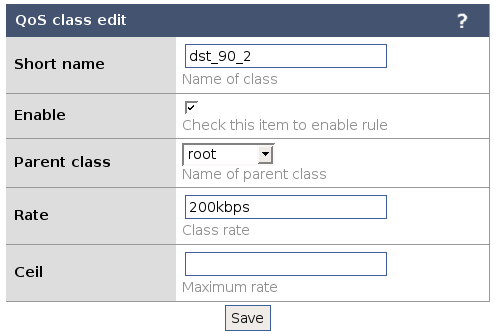 QoS class edit ?
Short name dst_90_2
Name of class
Enable
Check this item to enable rule
Parent class root
Name of parent class
Rate 200kbps
Class rate
Ceil
Maximum rate
Save